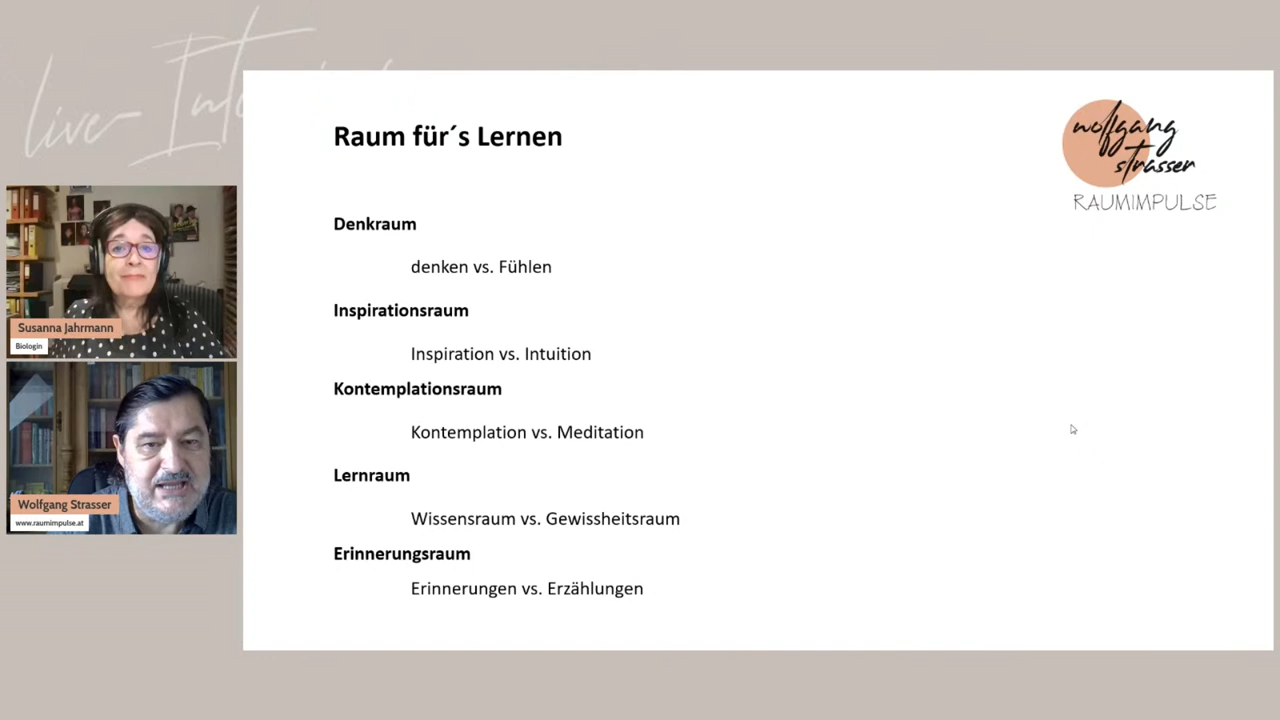 live-
Raum für´s Lernen
wolfgang
strasser
RAUMIMPULSE
Denkraum
denken vs. Fühlen
Inspirationsraum
Inspiration vs. Intuition
Kontemplationsraum
Kontemplation vs. Meditation
Lernraum
Wissensraum vs. Gewissheitsraum
Erinnerungsraum
Erinnerungen vs. Erzählungen
Susanna Jahrmann
Biologin
Wolfgang Strasser
www.raumimpulse.at